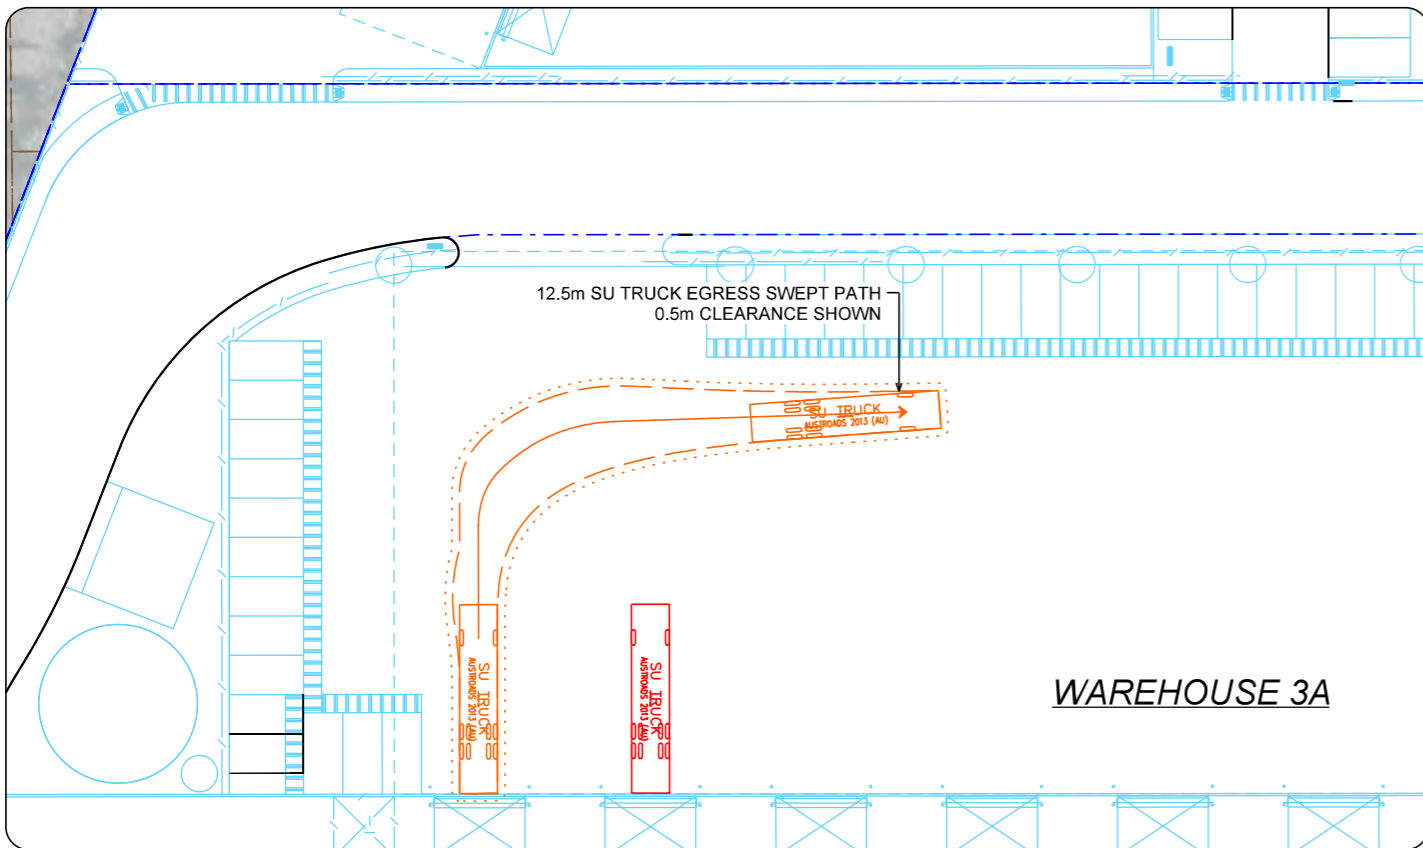 12.5m SU TRUCK EGRESS SWEPT PATH
0.5m CLEARANCE SHOWN
SU TRUCK
AUSTROADS 2013 (AU)
SU TRUCK
AUSTROADS 2013 (AU)
SU TRUCK
AUSTROADS 2013 (AU)
WAREHOUSE 3A